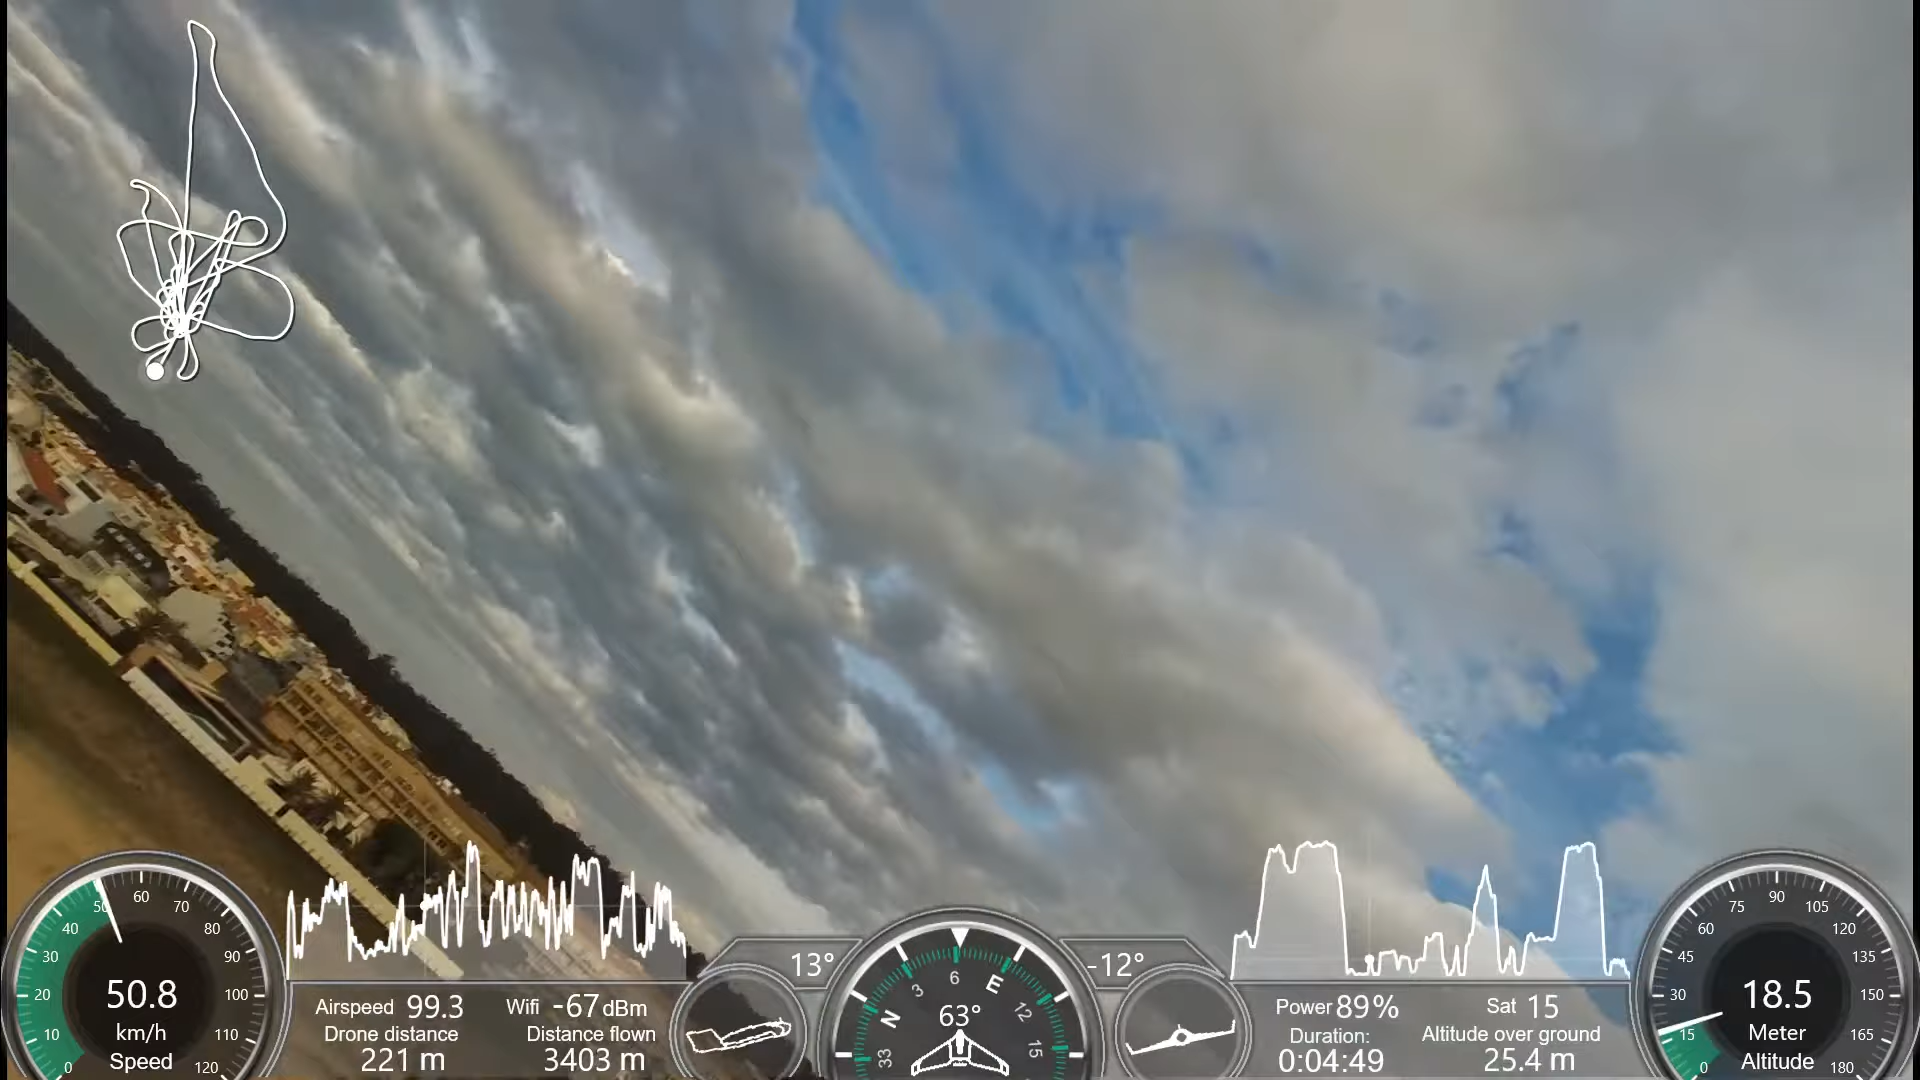 0 10 20 30 40 50 60 70 80 90 100 110 120
50.8
km/h
Speed
Airspeed 99.3 Wifi -67 dBm
Drone distance Distance flown
221 m 3403 m
13° -12°
33 N 3 6 E 12 15
63°
Power 89% Sat 15
Duration: Altitude over ground
0:04:49 25.4 m
0 15 30 45 60 75 90 105 120 135 150 165 180
18.5
Meter
Altitude